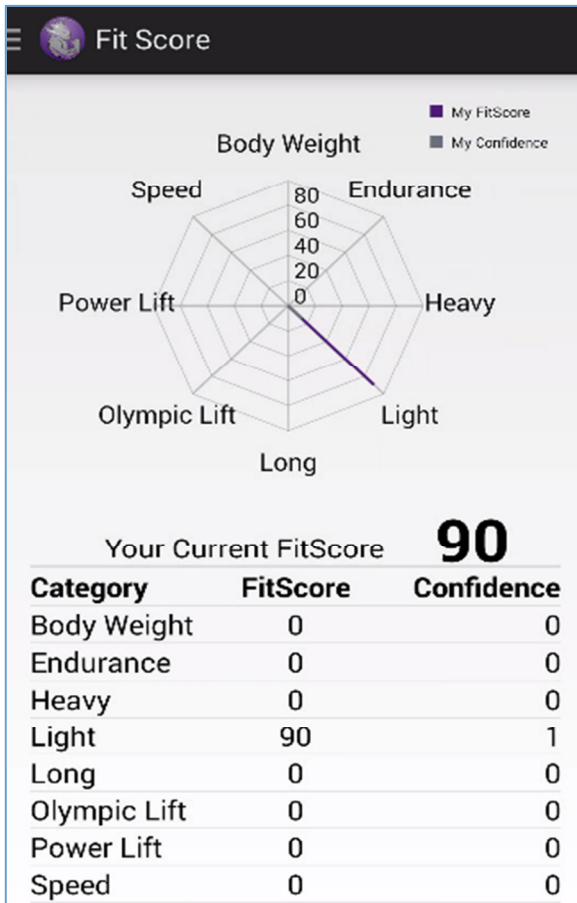 Fit Score
My FitScore
My Confidence
Body Weight
Speed
Endurance
80
60
40
20
0
Power Lift
Heavy
Olympic Lift
Light
Long
Your Current FitScore 90
Category FitScore Confidence
Body Weight 0 0
Endurance 0 0
Heavy 0 0
Light 90 1
Long 0 0
Olympic Lift 0 0
Power Lift 0 0
Speed 0 0